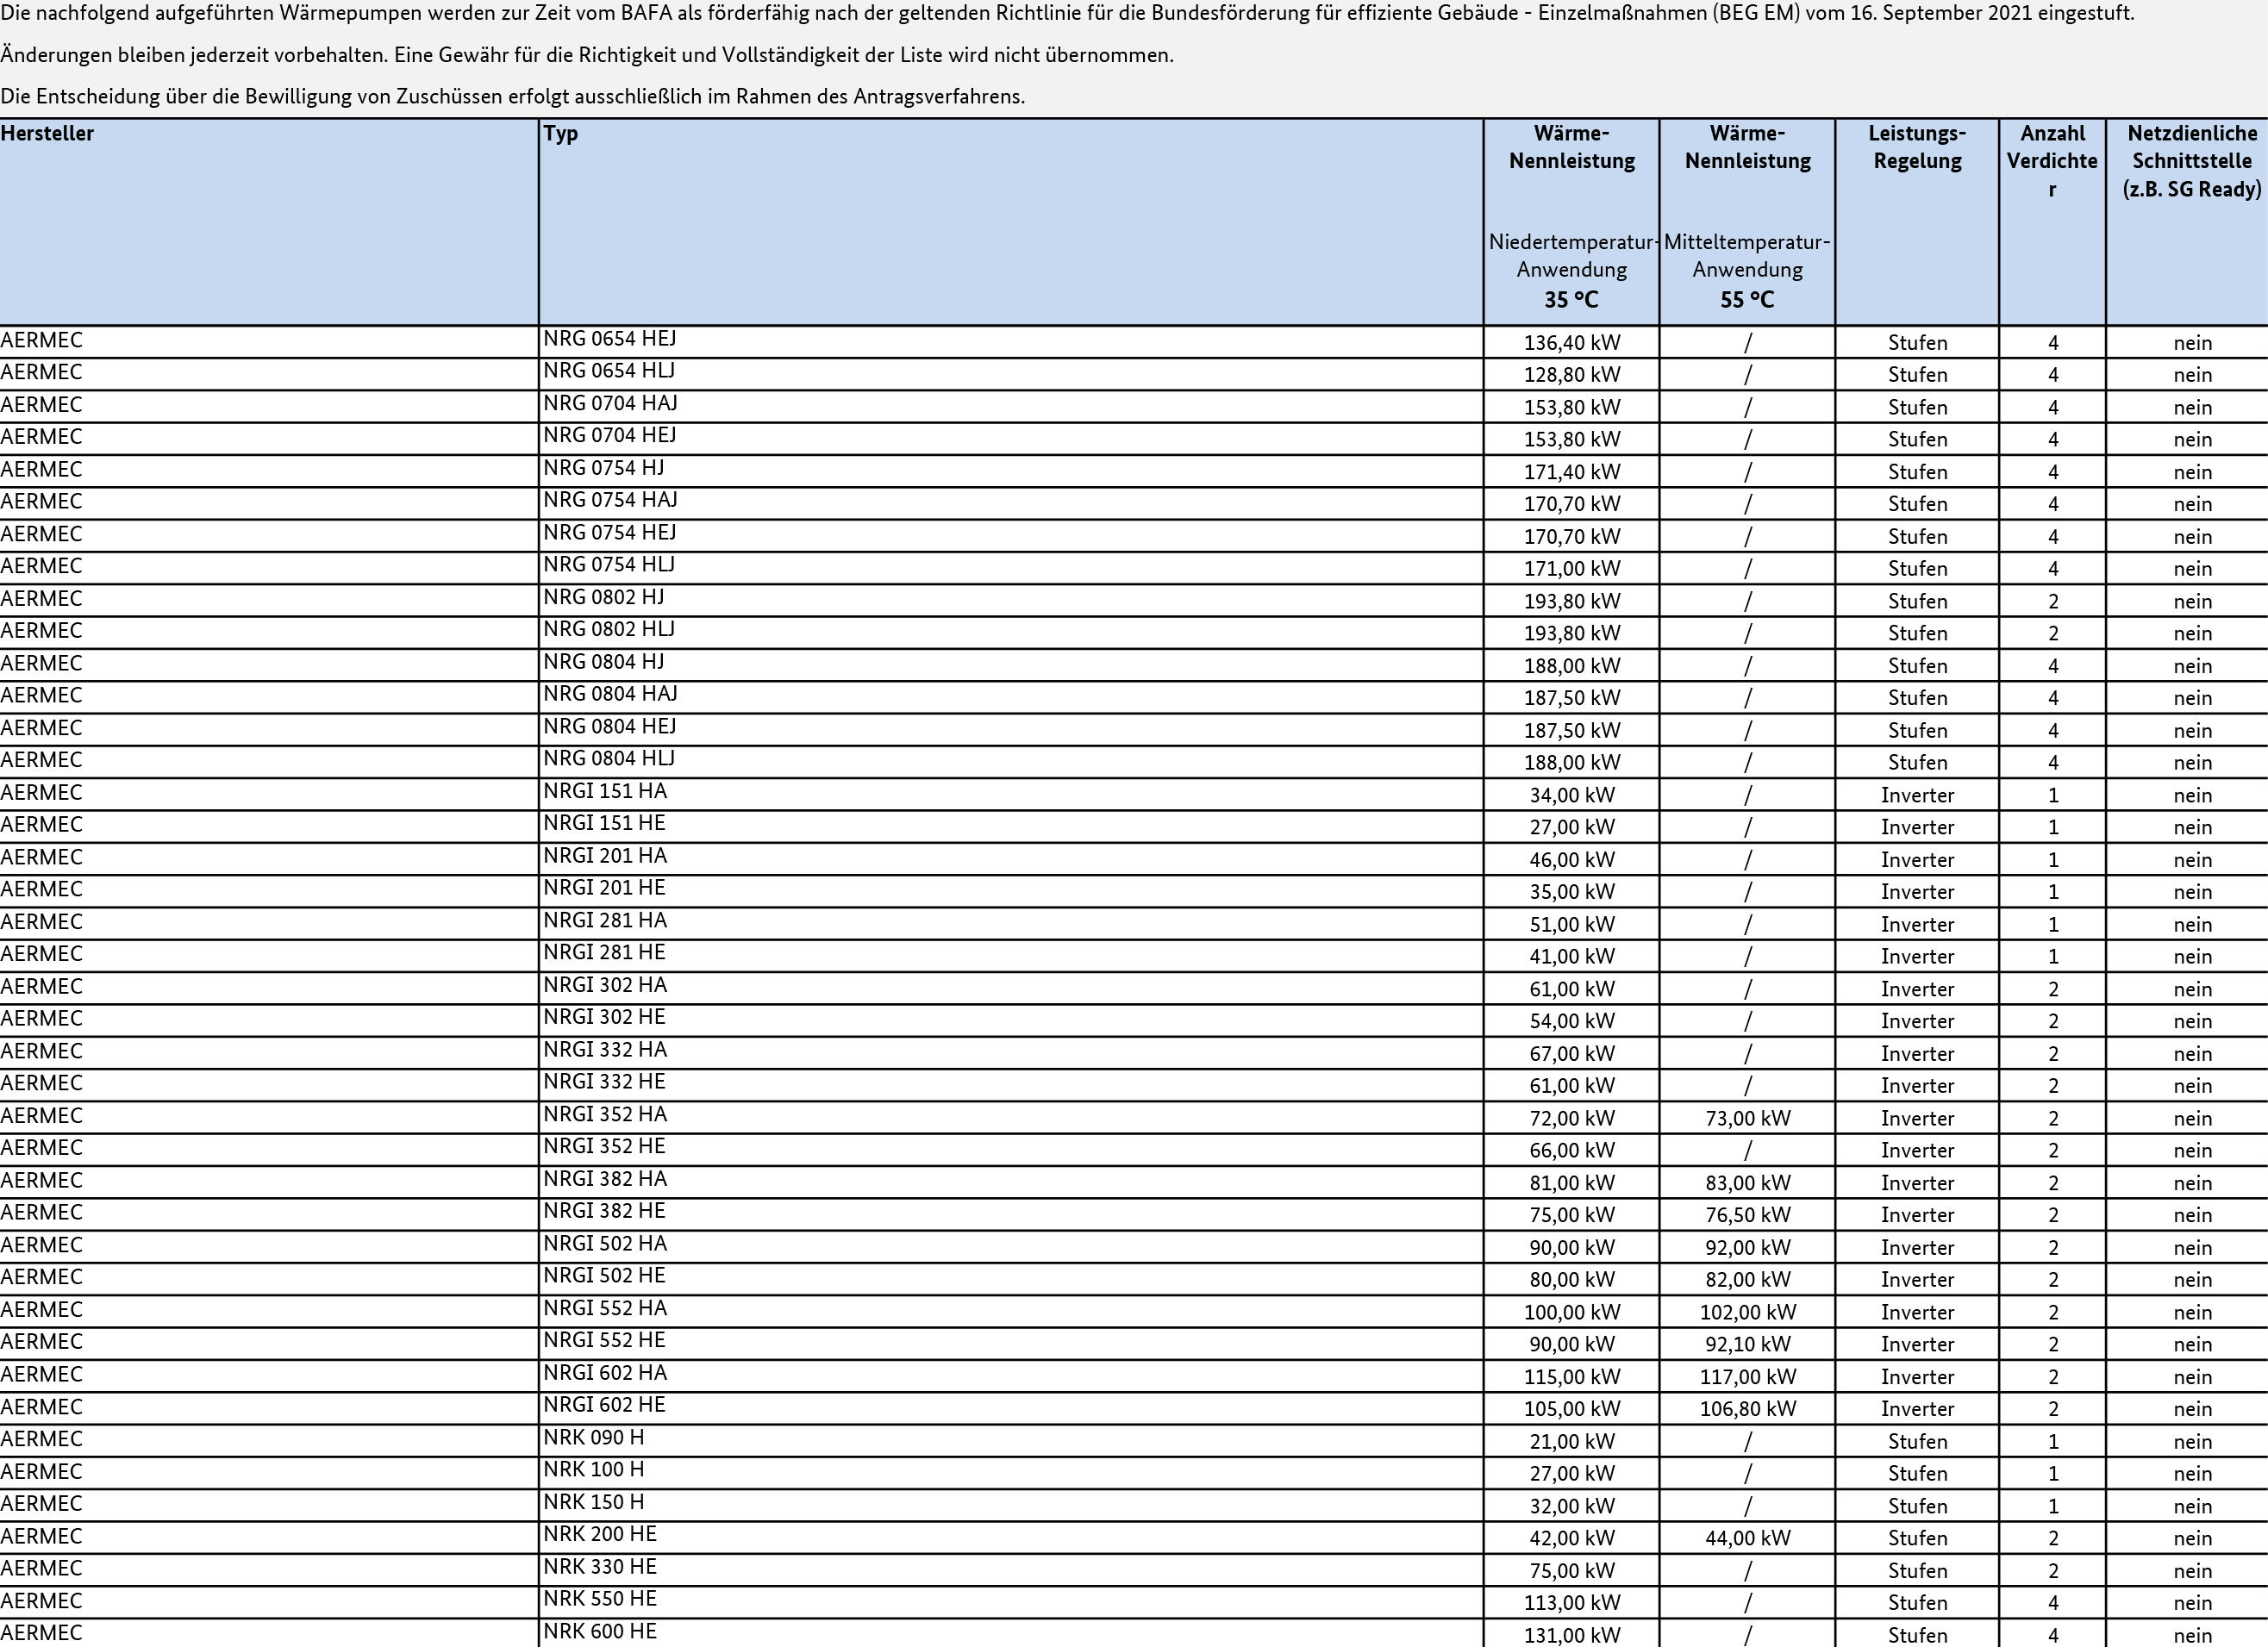 Die nachfolgend aufgeführten Wärmepumpen werden zur Zeit vom BAFA als förderfähig nach der geltenden Richtlinie für die Bundesförderung für effiziente Gebäude - Einzelmaßnahmen (BEG EM) vom 16. September 2021 eingestuft.
Änderungen bleiben jederzeit vorbehalten. Eine Gewähr für die Richtigkeit und Vollständigkeit der Liste wird nicht übernommen.
Die Entscheidung über die Bewilligung von Zuschüssen erfolgt ausschließlich im Rahmen des Antragsverfahrens.
Hersteller Typ Wärme- Wärme- Leistungs- Anzahl Netzdienliche
Nennleistung Nennleistung Regelung Verdichte Schnittstelle
r (z.B. SG Ready)
Niedertemperatur- Mitteltemperatur-
Anwendung Anwendung
35 °C 55 °C
AERMEC NRG 0654 HEJ 136,40 kW / Stufen 4 nein
AERMEC NRG 0654 HLJ 128,80 kW / Stufen 4 nein
AERMEC NRG 0704 HAJ 153,80 kW / Stufen 4 nein
AERMEC NRG 0704 HEJ 153,80 kW / Stufen 4 nein
AERMEC NRG 0754 HJ 171,40 kW / Stufen 4 nein
AERMEC NRG 0754 HAJ 170,70 kW / Stufen 4 nein
AERMEC NRG 0754 HEJ 170,70 kW / Stufen 4 nein
AERMEC NRG 0754 HLJ 171,00 kW / Stufen 4 nein
AERMEC NRG 0802 HJ 193,80 kW / Stufen 2 nein
AERMEC NRG 0802 HLJ 193,80 kW / Stufen 2 nein
AERMEC NRG 0804 HJ 188,00 kW / Stufen 4 nein
AERMEC NRG 0804 HAJ 187,50 kW / Stufen 4 nein
AERMEC NRG 0804 HEJ 187,50 kW / Stufen 4 nein
AERMEC NRG 0804 HLJ 188,00 kW / Stufen 4 nein
AERMEC NRGI 151 HA 34,00 kW / Inverter 1 nein
AERMEC NRGI 151 HE 27,00 kW / Inverter 1 nein
AERMEC NRGI 201 HA 46,00 kW / Inverter 1 nein
AERMEC NRGI 201 HE 35,00 kW / Inverter 1 nein
AERMEC NRGI 281 HA 51,00 kW / Inverter 1 nein
AERMEC NRGI 281 HE 41,00 kW / Inverter 1 nein
AERMEC NRGI 302 HA 61,00 kW / Inverter 2 nein
AERMEC NRGI 302 HE 54,00 kW / Inverter 2 nein
AERMEC NRGI 332 HA 67,00 kW / Inverter 2 nein
AERMEC NRGI 332 HE 61,00 kW / Inverter 2 nein
AERMEC NRGI 352 HA 72,00 kW 73,00 kW Inverter 2 nein
AERMEC NRGI 352 HE 66,00 kW / Inverter 2 nein
AERMEC NRGI 382 HA 81,00 kW 83,00 kW Inverter 2 nein
AERMEC NRGI 382 HE 75,00 kW 76,50 kW Inverter 2 nein
AERMEC NRGI 502 HA 90,00 kW 92,00 kW Inverter 2 nein
AERMEC NRGI 502 HE 80,00 kW 82,00 kW Inverter 2 nein
AERMEC NRGI 552 HA 100,00 kW 102,00 kW Inverter 2 nein
AERMEC NRGI 552 HE 90,00 kW 92,10 kW Inverter 2 nein
AERMEC NRGI 602 HA 115,00 kW 117,00 kW Inverter 2 nein
AERMEC NRGI 602 HE 105,00 kW 106,80 kW Inverter 2 nein
AERMEC NRK 090 H 21,00 kW / Stufen 1 nein
AERMEC NRK 100 H 27,00 kW / Stufen 1 nein
AERMEC NRK 150 H 32,00 kW / Stufen 1 nein
AERMEC NRK 200 HE 42,00 kW 44,00 kW Stufen 2 nein
AERMEC NRK 330 HE 75,00 kW / Stufen 2 nein
AERMEC NRK 550 HE 113,00 kW / Stufen 4 nein
AERMEC NRK 600 HE 131,00 kW / Stufen 4 nein